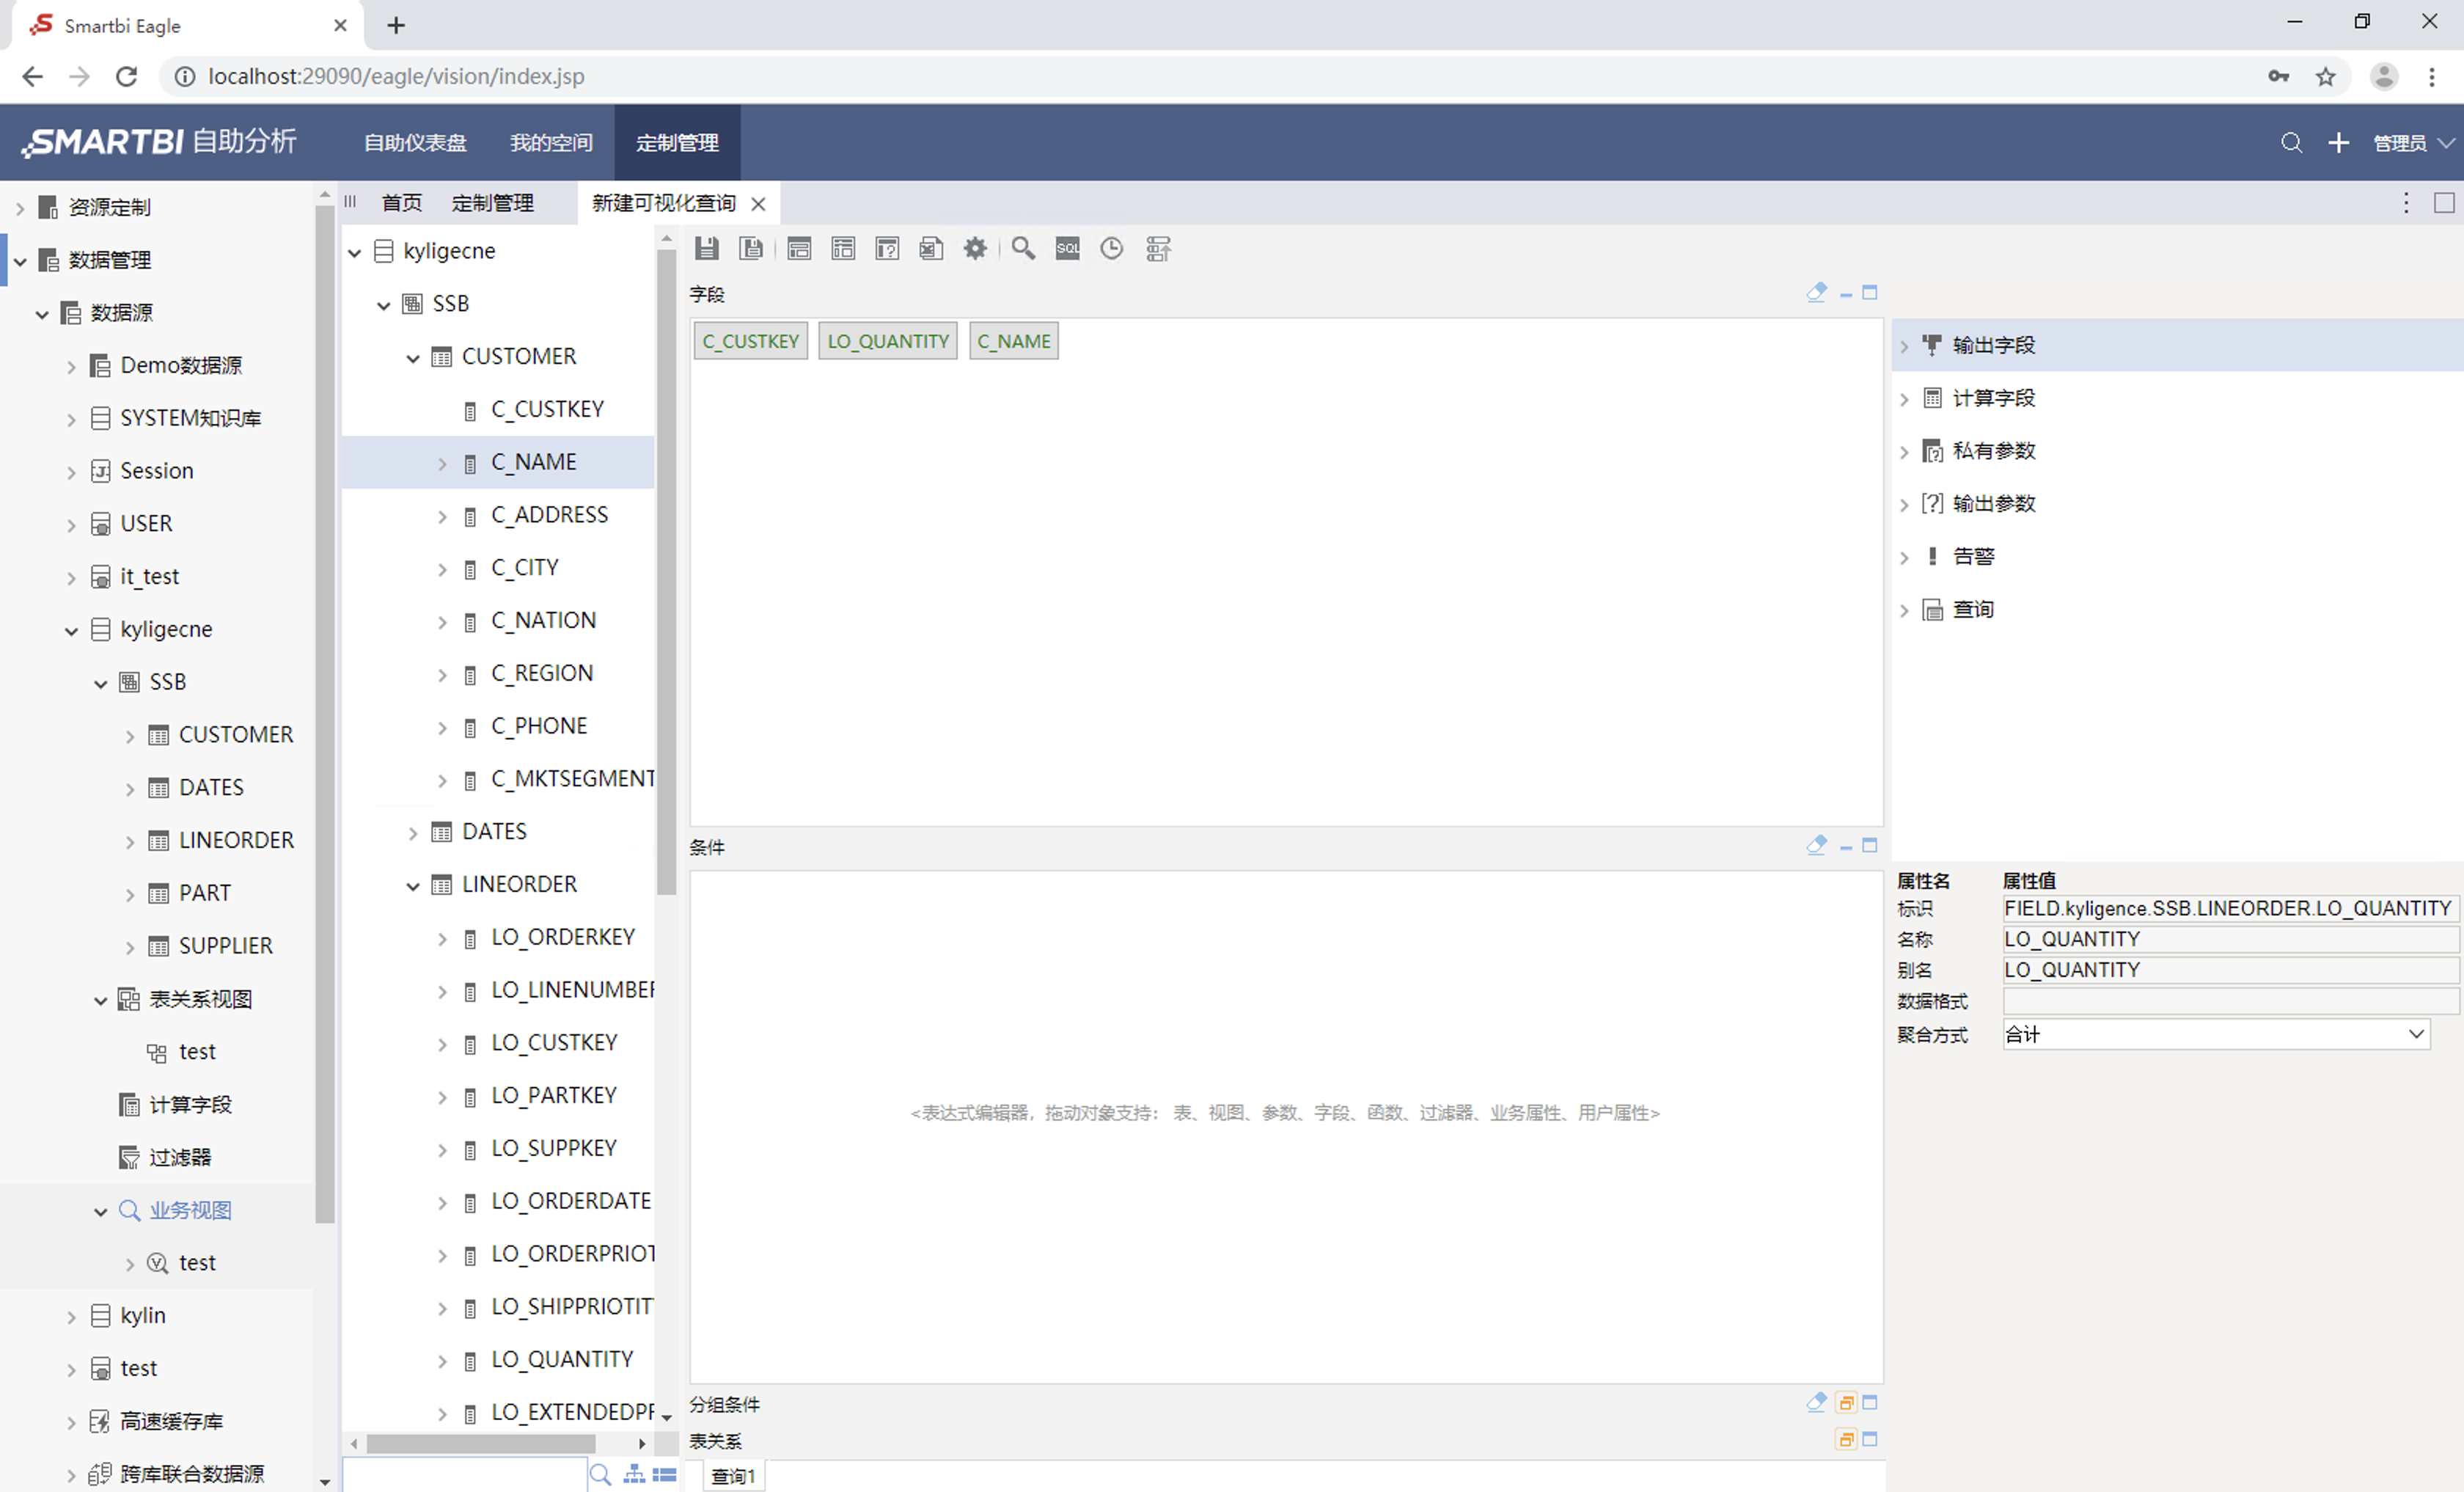 Smartbi Eagle
localhost:29090/eagle/vision/index.jsp
SMARTBI 自助分析
自助仪表盘
我的空间
定制管理
管理员
资源定制
数据管理
数据源
Demo数据源
SYSTEM知识库
Session
USER
it_test
kyligecne
SSB
CUSTOMER
DATES
LINEORDER
PART
SUPPLIER
表关系视图
test
计算字段
过滤器
业务视图
test
kylin
test
高速缓存库
跨库联合数据源
首页
定制管理
新建可视化查询
kyligecne
SSB
CUSTOMER
C_CUSTKEY
C_NAME
C_ADDRESS
C_CITY
C_NATION
C_REGION
C_PHONE
C_MKTSEGMENT
DATES
LINEORDER
LO_ORDERKEY
LO_LINENUMBER
LO_CUSTKEY
LO_PARTKEY
LO_SUPPKEY
LO_ORDERDATE
LO_ORDERPRIOT
LO_SHIPPRIOTIT
LO_QUANTITY
LO_EXTENDEDPR
SQL
字段
C_CUSTKEY LO_QUANTITY C_NAME
条件
<表达式编辑器，拖动对象支持：表、视图、参数、字段、函数、过滤器、业务属性、用户属性>
分组条件
表关系
查询1
输出字段
计算字段
私有参数
输出参数
告警
查询
属性名 属性值
标识 FIELD.kyligence.SSB.LINEORDER.LO_QUANTITY
名称 LO_QUANTITY
别名 LO_QUANTITY
数据格式
聚合方式 合计